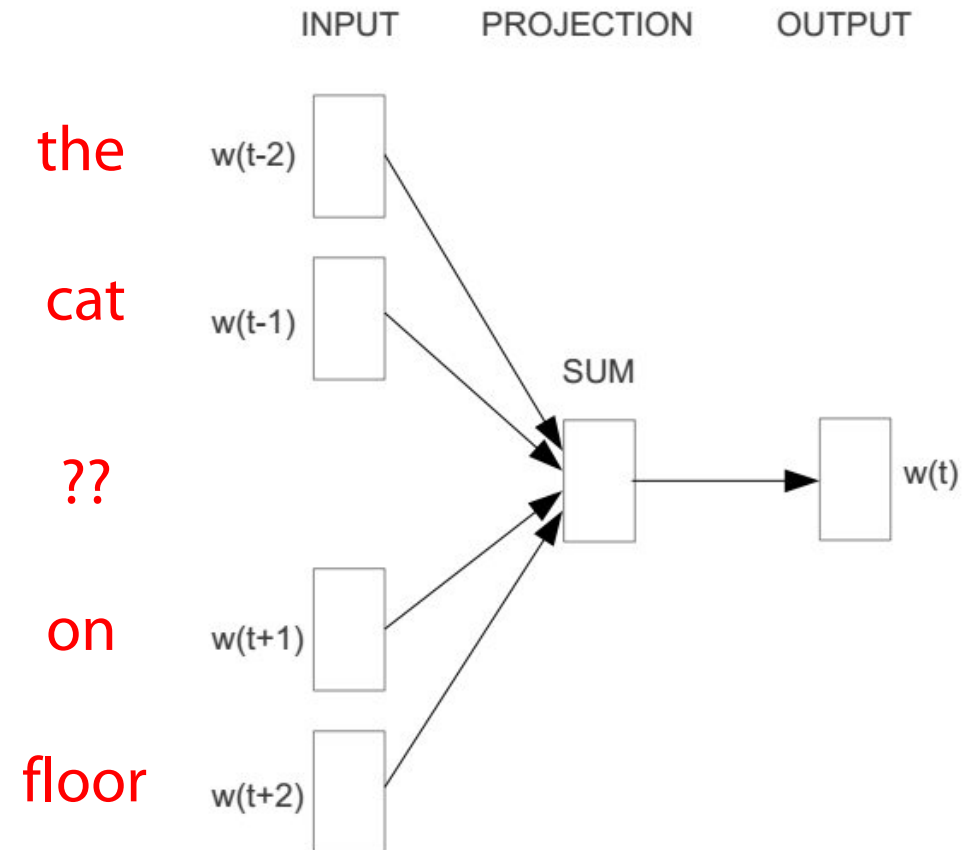 INPUT PROJECTION OUTPUT
the w(t-2)
cat w(t-1)
SUM
?? w(t)
on w(t+1)
floor w(t+2)